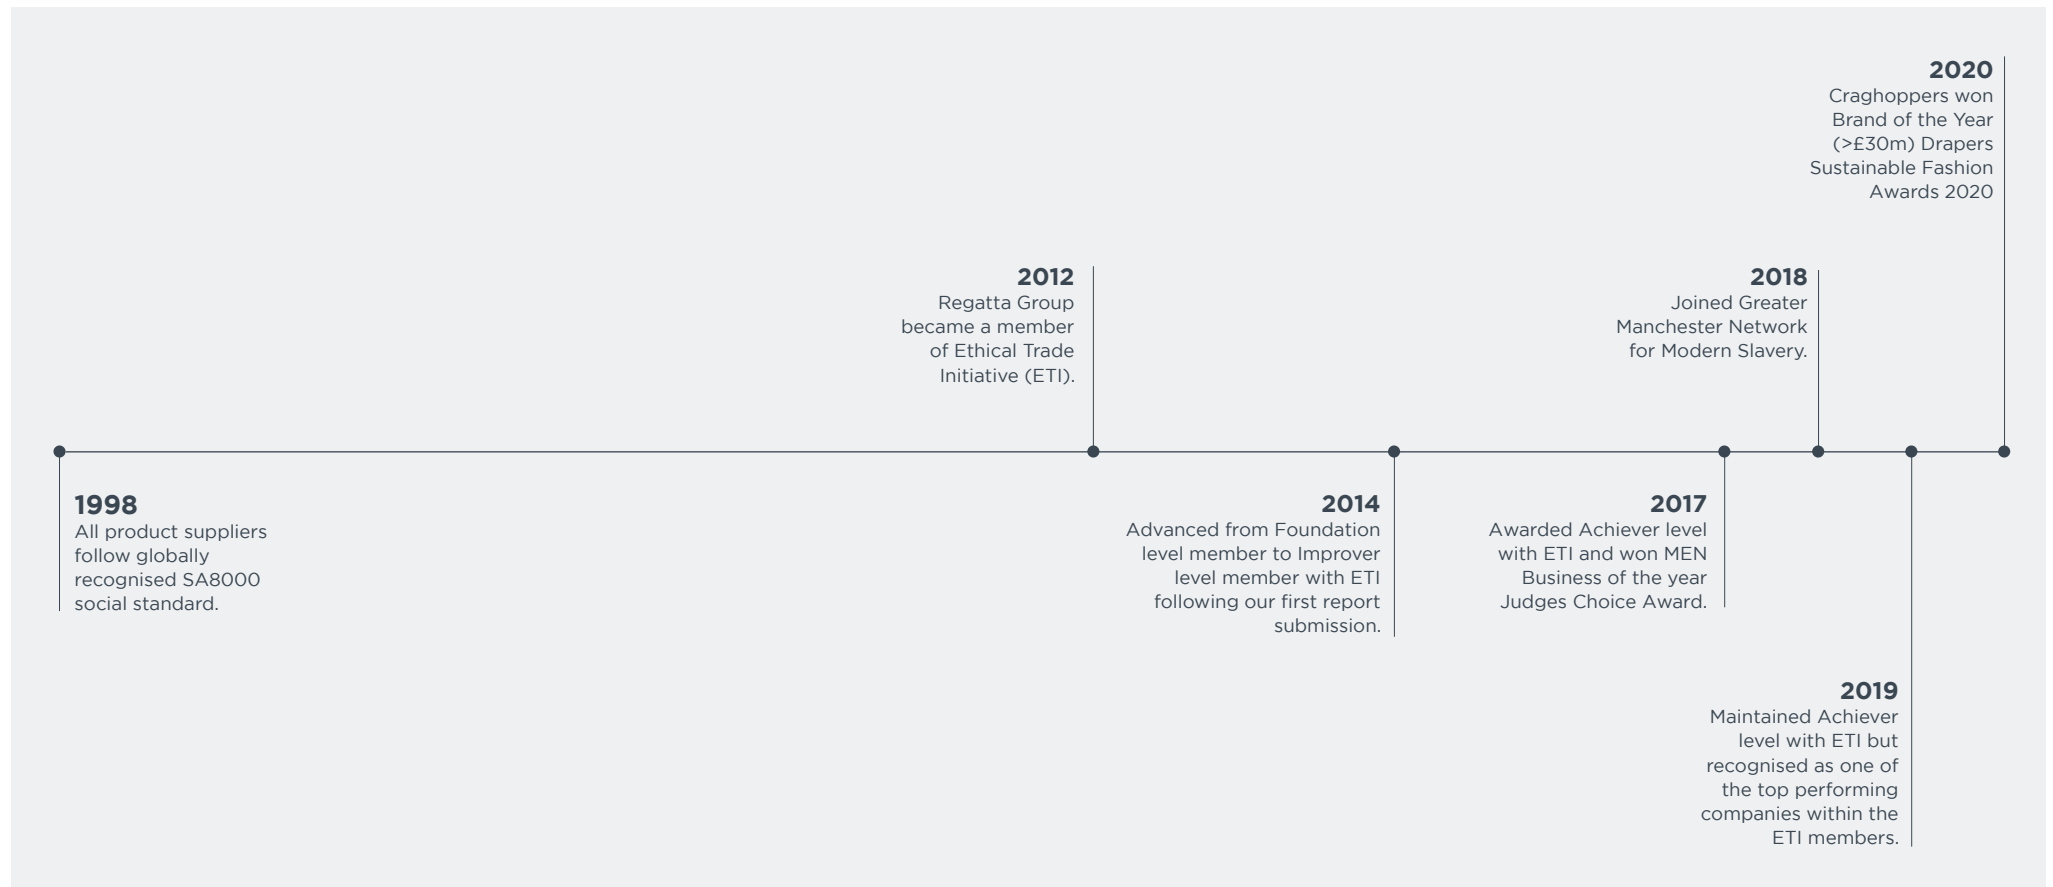 1998
All product suppliers
follow globally
recognised SA8000
social standard.
2012
Regatta Group
became a member
of Ethical Trade
Initiative (ETI).
2014
Advanced from Foundation
level member to Improver
level member with ETI
following our first report
submission.
2017
Awarded Achiever level
with ETI and won MEN
Business of the year
Judges Choice Award.
2018
Joined Greater
Manchester Network
for Modern Slavery.
2019
Maintained Achiever
level with ETI but
recognised as one of
the top performing
companies within the
ETI members.
2020
Craghoppers won
Brand of the Year
(>£30m) Drapers
Sustainable Fashion
Awards 2020